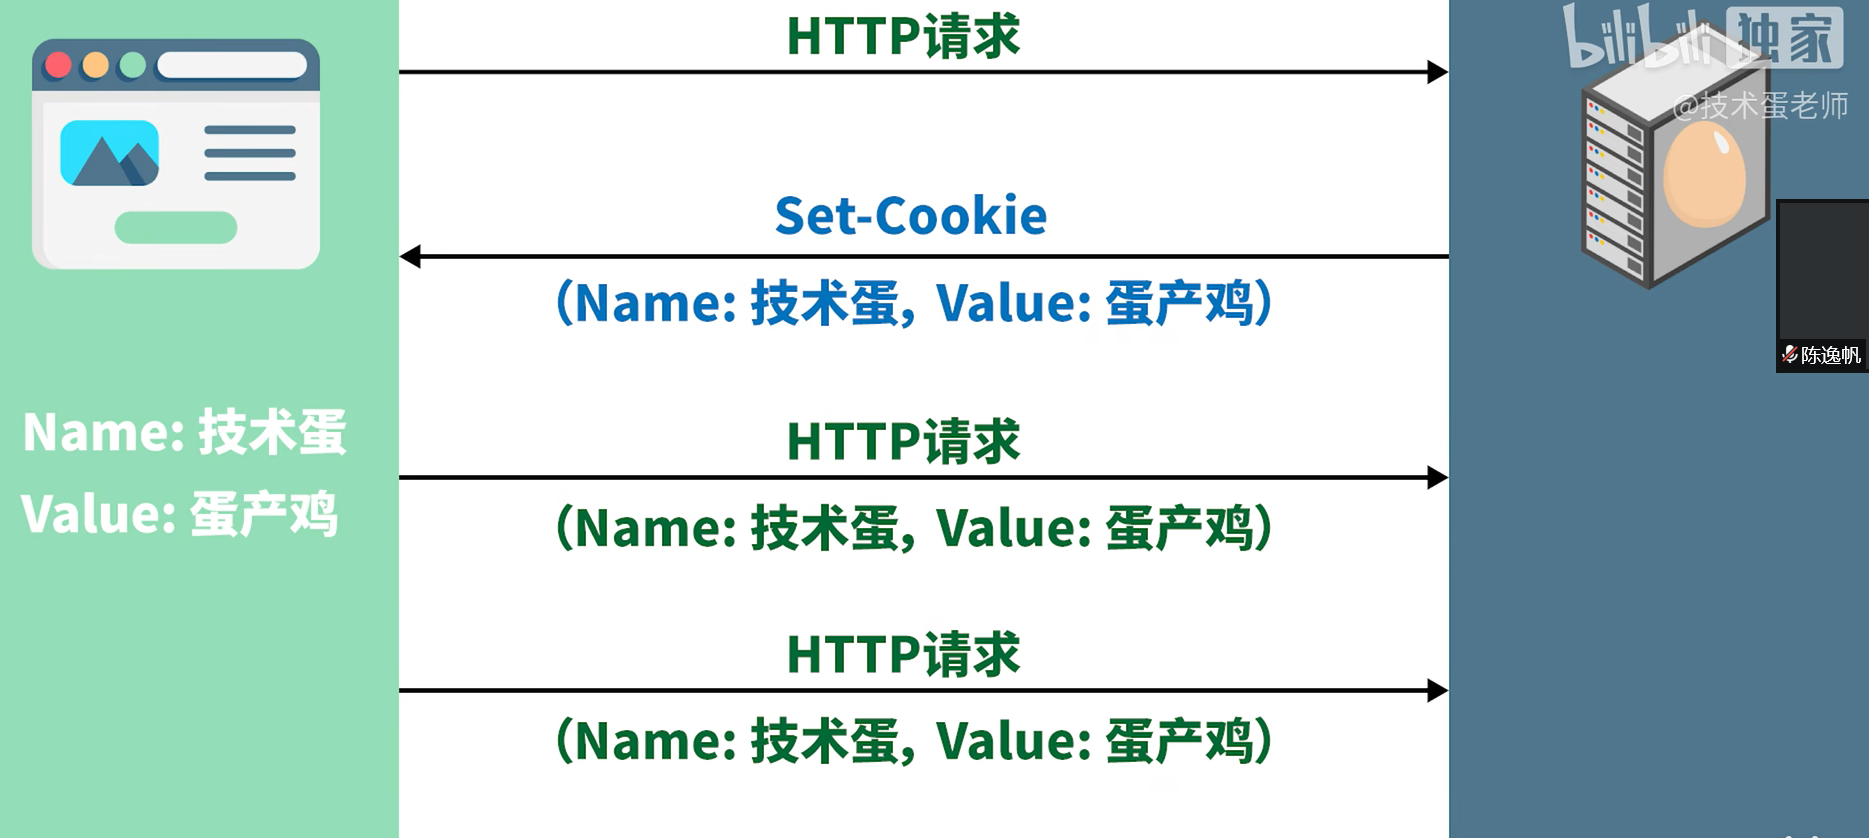 HTTP请求
bilibili 独家
@技术蛋老师
Set-Cookie
(Name: 技术蛋, Value: 蛋产鸡)
陈逸帆
Name: 技术蛋
Value: 蛋产鸡
HTTP请求
(Name: 技术蛋, Value: 蛋产鸡)
HTTP请求
(Name: 技术蛋, Value: 蛋产鸡)